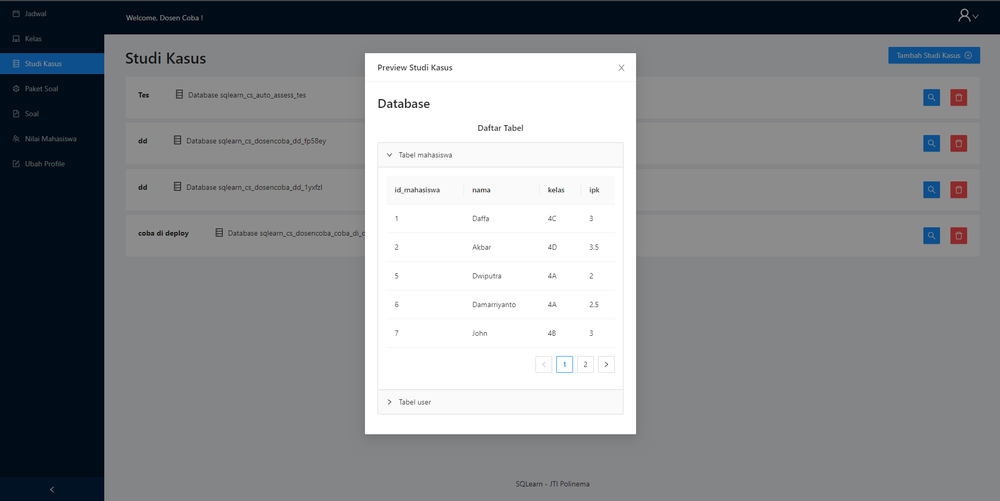 Jadwal
Kelas
Studi Kasus
Paket Soal
Soal
Nilai Mahasiswa
Ubah Profile
Welcome, Dosen Coba !
Studi Kasus
Tambah Studi Kasus
Tes Database sqlearn_cs_auto_assess_tes
dd Database sqlearn_cs_dosencoba_dd_fp58ey
dd Database sqlearn_cs_dosencoba_dd_1yxfzl
coba di deploy Database sqlearn_cs_dosencoba_coba_di_
Preview Studi Kasus
Database
Daftar Tabel
Tabel mahasiswa
id_mahasiswa nama kelas ipk
1 Daffa 4C 3
2 Akbar 4D 3.5
5 Dwiputra 4A 2
6 Damarriyanto 4A 2.5
7 John 4B 3
1 2
Tabel user
SQLearn - JTI Polinema